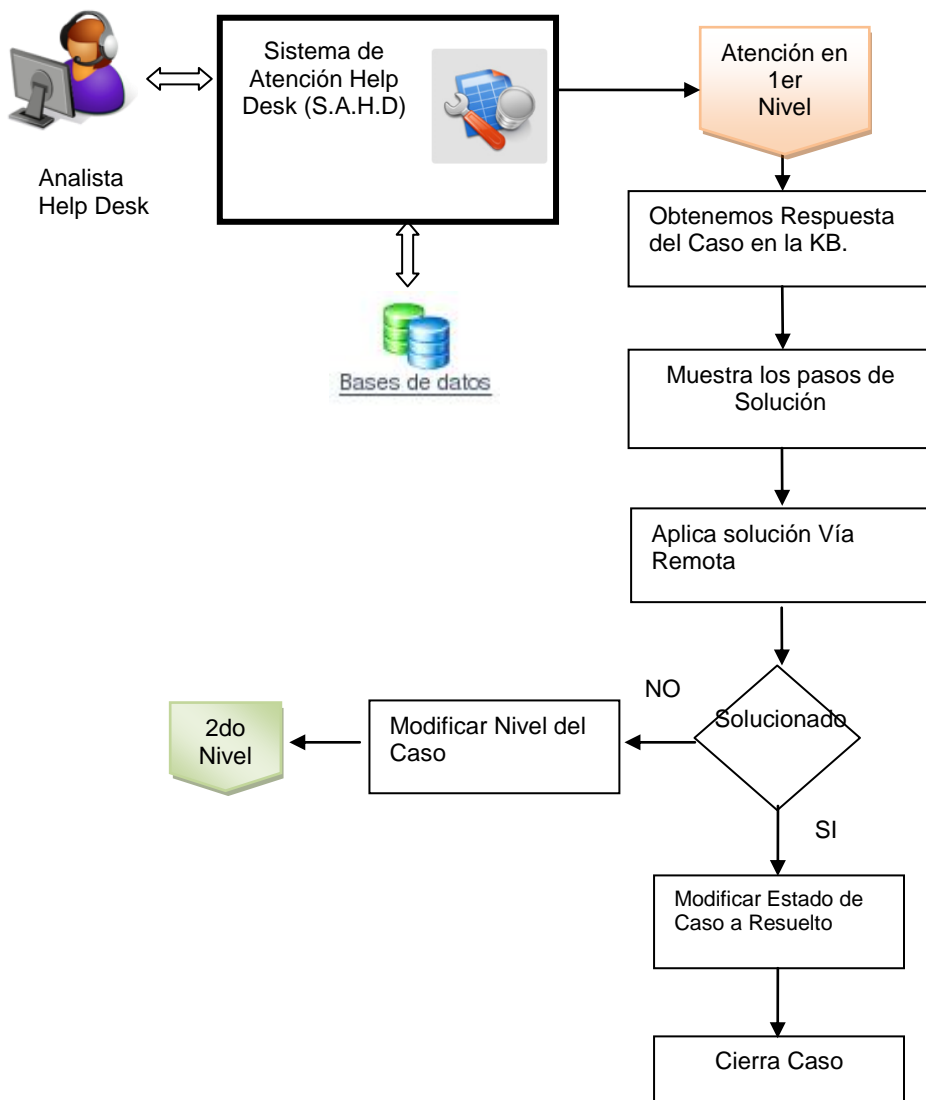 Sistema de
Atención Help
Desk (S.A.H.D)
Analista
Help Desk
Bases de datos
Atención en
1er
Nivel
Obtenemos Respuesta
del Caso en la KB.
Muestra los pasos de
Solución
Aplica solución Vía
Remota
Solucionado
NO
Modificar Nivel del
Caso
2do
Nivel
SI
Modificar Estado de
Caso a Resuelto
Cierra Caso